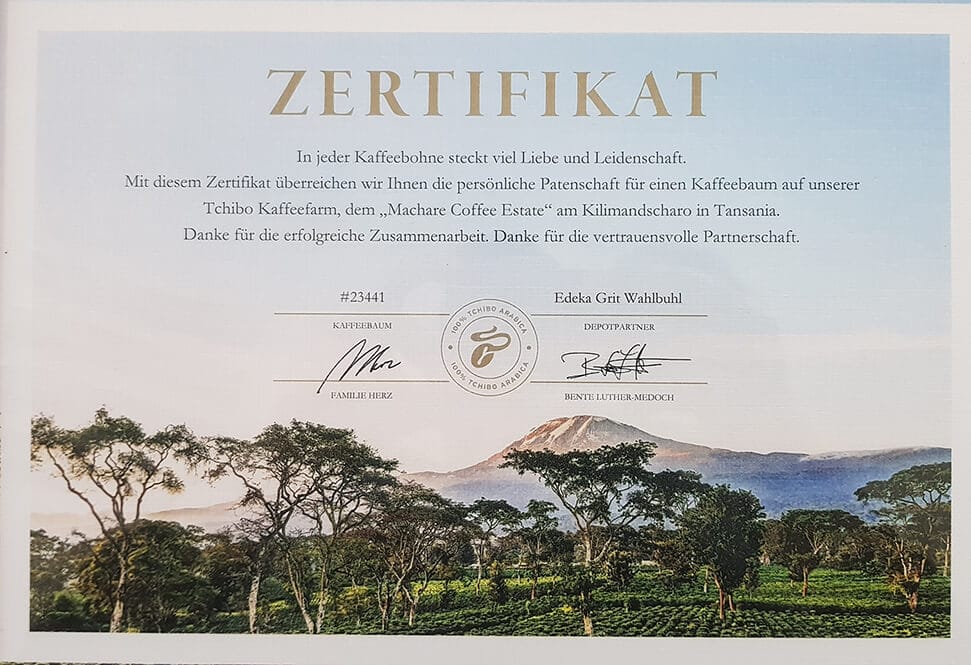 ZERTIFIKAT
In jeder Kaffeebohne steckt viel Liebe und Leidenschaft.
Mit diesem Zertifikat überreichen wir Ihnen die persönliche Patenschaft für einen Kaffeebaum auf unserer
Tchibo Kaffeefarm, dem „Machare Coffee Estate“ am Kilimandscharo in Tansania.
Danke für die erfolgreiche Zusammenarbeit. Danke für die vertrauensvolle Partnerschaft.
#23441
KAFFEEBAUM
Edeka Grit Wahlbuhl
DEPOTPARTNER
100% TCHIBO ARABICA
100% TCHIBO ARABICA
FAMILIE HERZ
BENTE LUTHER-MEDOCH